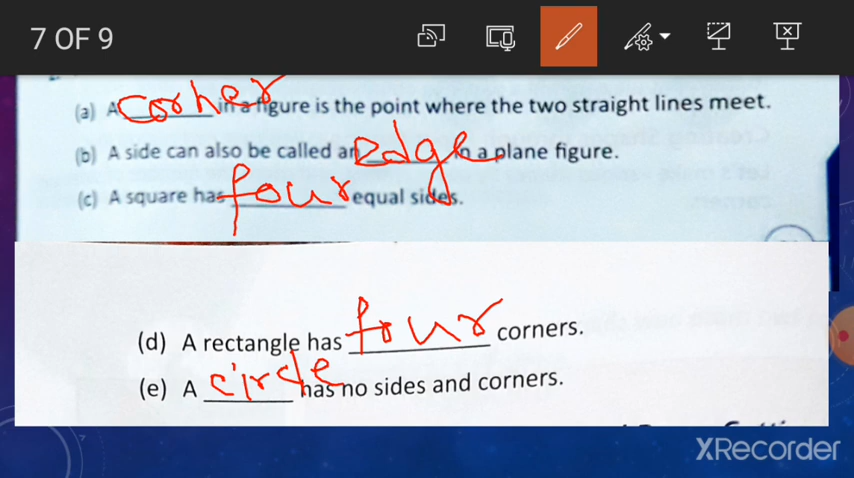 7 OF 9
(a) A corner in a figure is the point where the two straight lines meet.
(b) A side can also be called an edge in a plane figure.
(c) A square has four equal sides.
(d) A rectangle has four corners.
(e) A circle has no sides and corners.
XRecorder